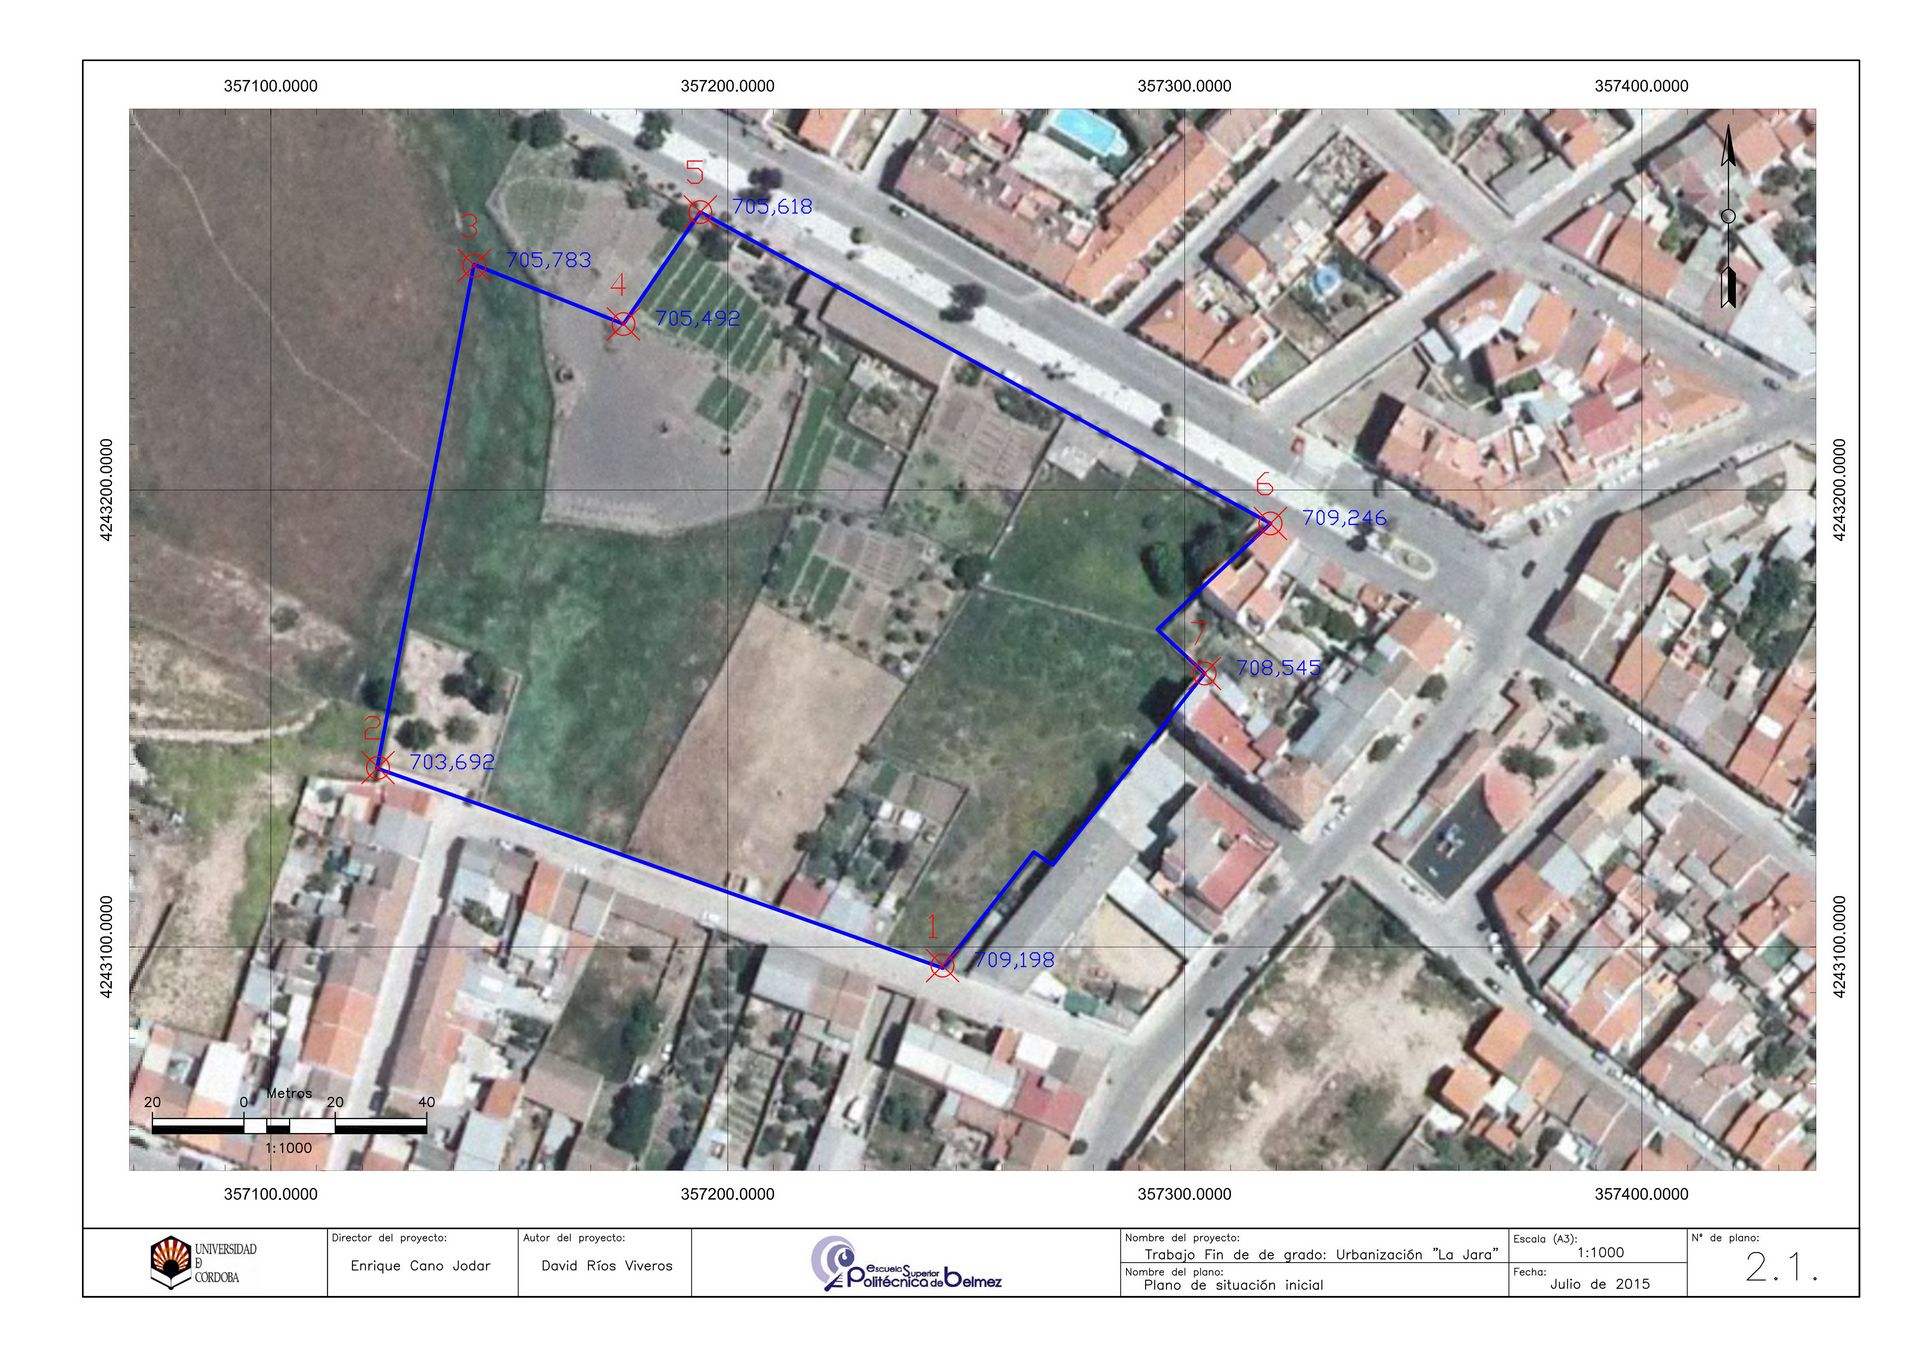 357100.0000
357200.0000
357300.0000
357400.0000
5
705,618
3
705,783
4
705,492
4243200.0000
4243200.0000
6
709,246
7
708,545
2
703,692
4243100.0000
4243100.0000
1
709,198
Metros
20 0 20 40
1:1000
357100.0000
357200.0000
357300.0000
357400.0000
UNIVERSIDAD
Ð
CÓRDOBA
Director del proyecto:
Enrique Cano Jodar
Autor del proyecto:
David Ríos Viveros
Escuela Superior
Politécnica de Belmez
Nombre del proyecto:
Trabajo Fin de de grado: Urbanización "La Jara"
Nombre del plano:
Plano de situación inicial
Escala (A3):
1:1000
Fecha:
Julio de 2015
Nº de plano:
2.1.